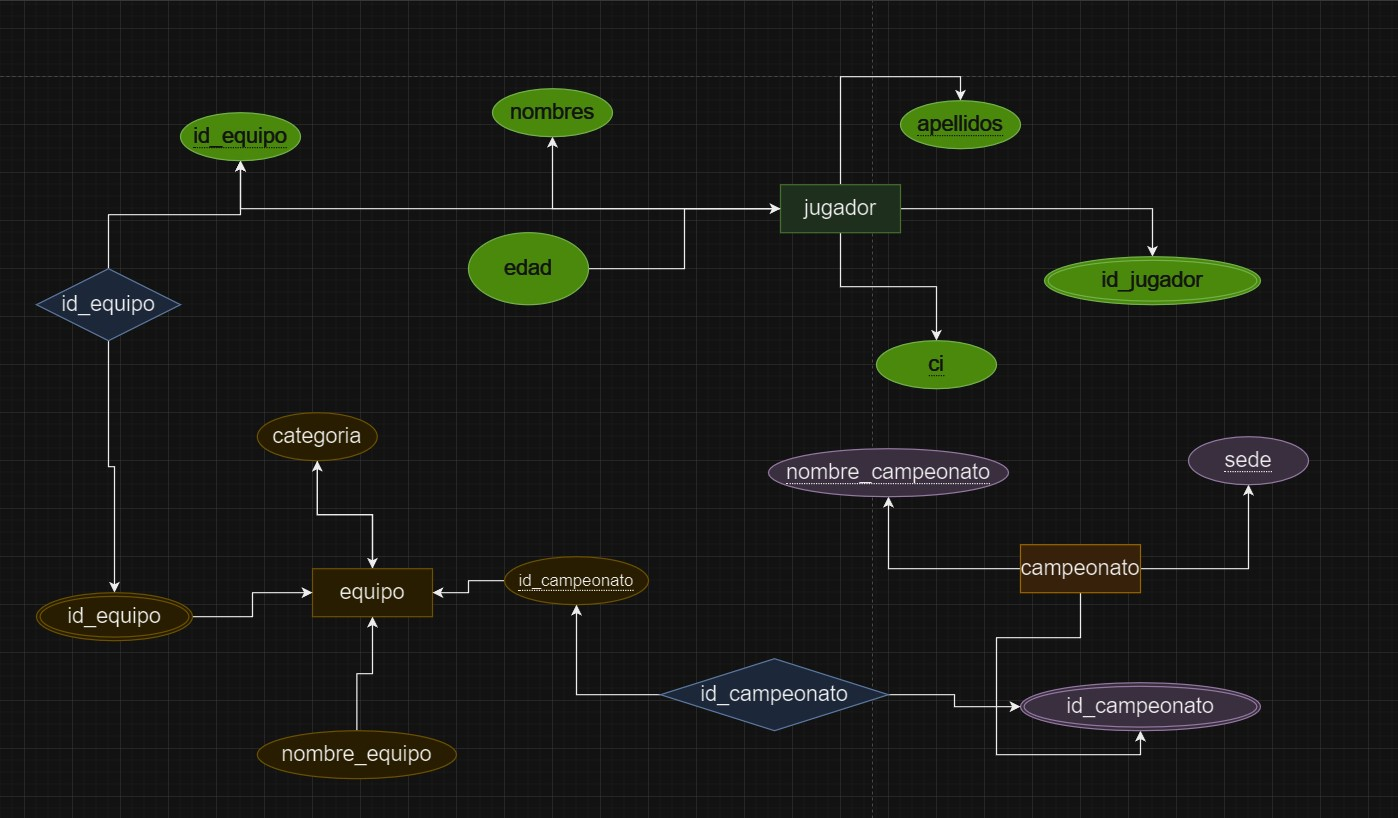 nombres
apellidos
id_equipo
jugador
edad
id_jugador
id_equipo
ci
categoria
sede
nombre_campeonato
campeonato
id_campeonato
equipo
id_equipo
id_campeonato
id_campeonato
nombre_equipo